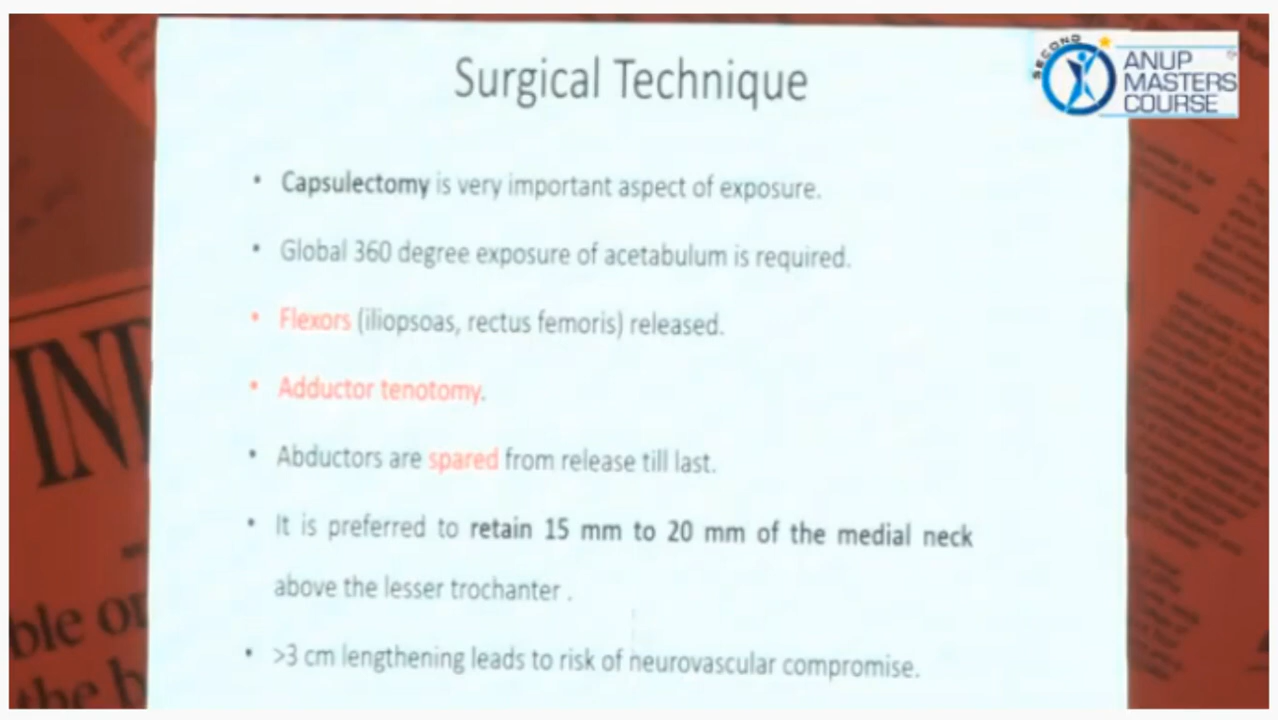 SECOND
ANUP
MASTERS
COURSE
Surgical Technique
• Capsulectomy is very important aspect of exposure.
• Global 360 degree exposure of acetabulum is required.
• Flexors (iliopsoas, rectus femoris) released.
• Adductor tenotomy.
• Abductors are spared from release till last.
• It is preferred to retain 15 mm to 20 mm of the medial neck
above the lesser trochanter .
• >3 cm lengthening leads to risk of neurovascular compromise.
ble or
the b